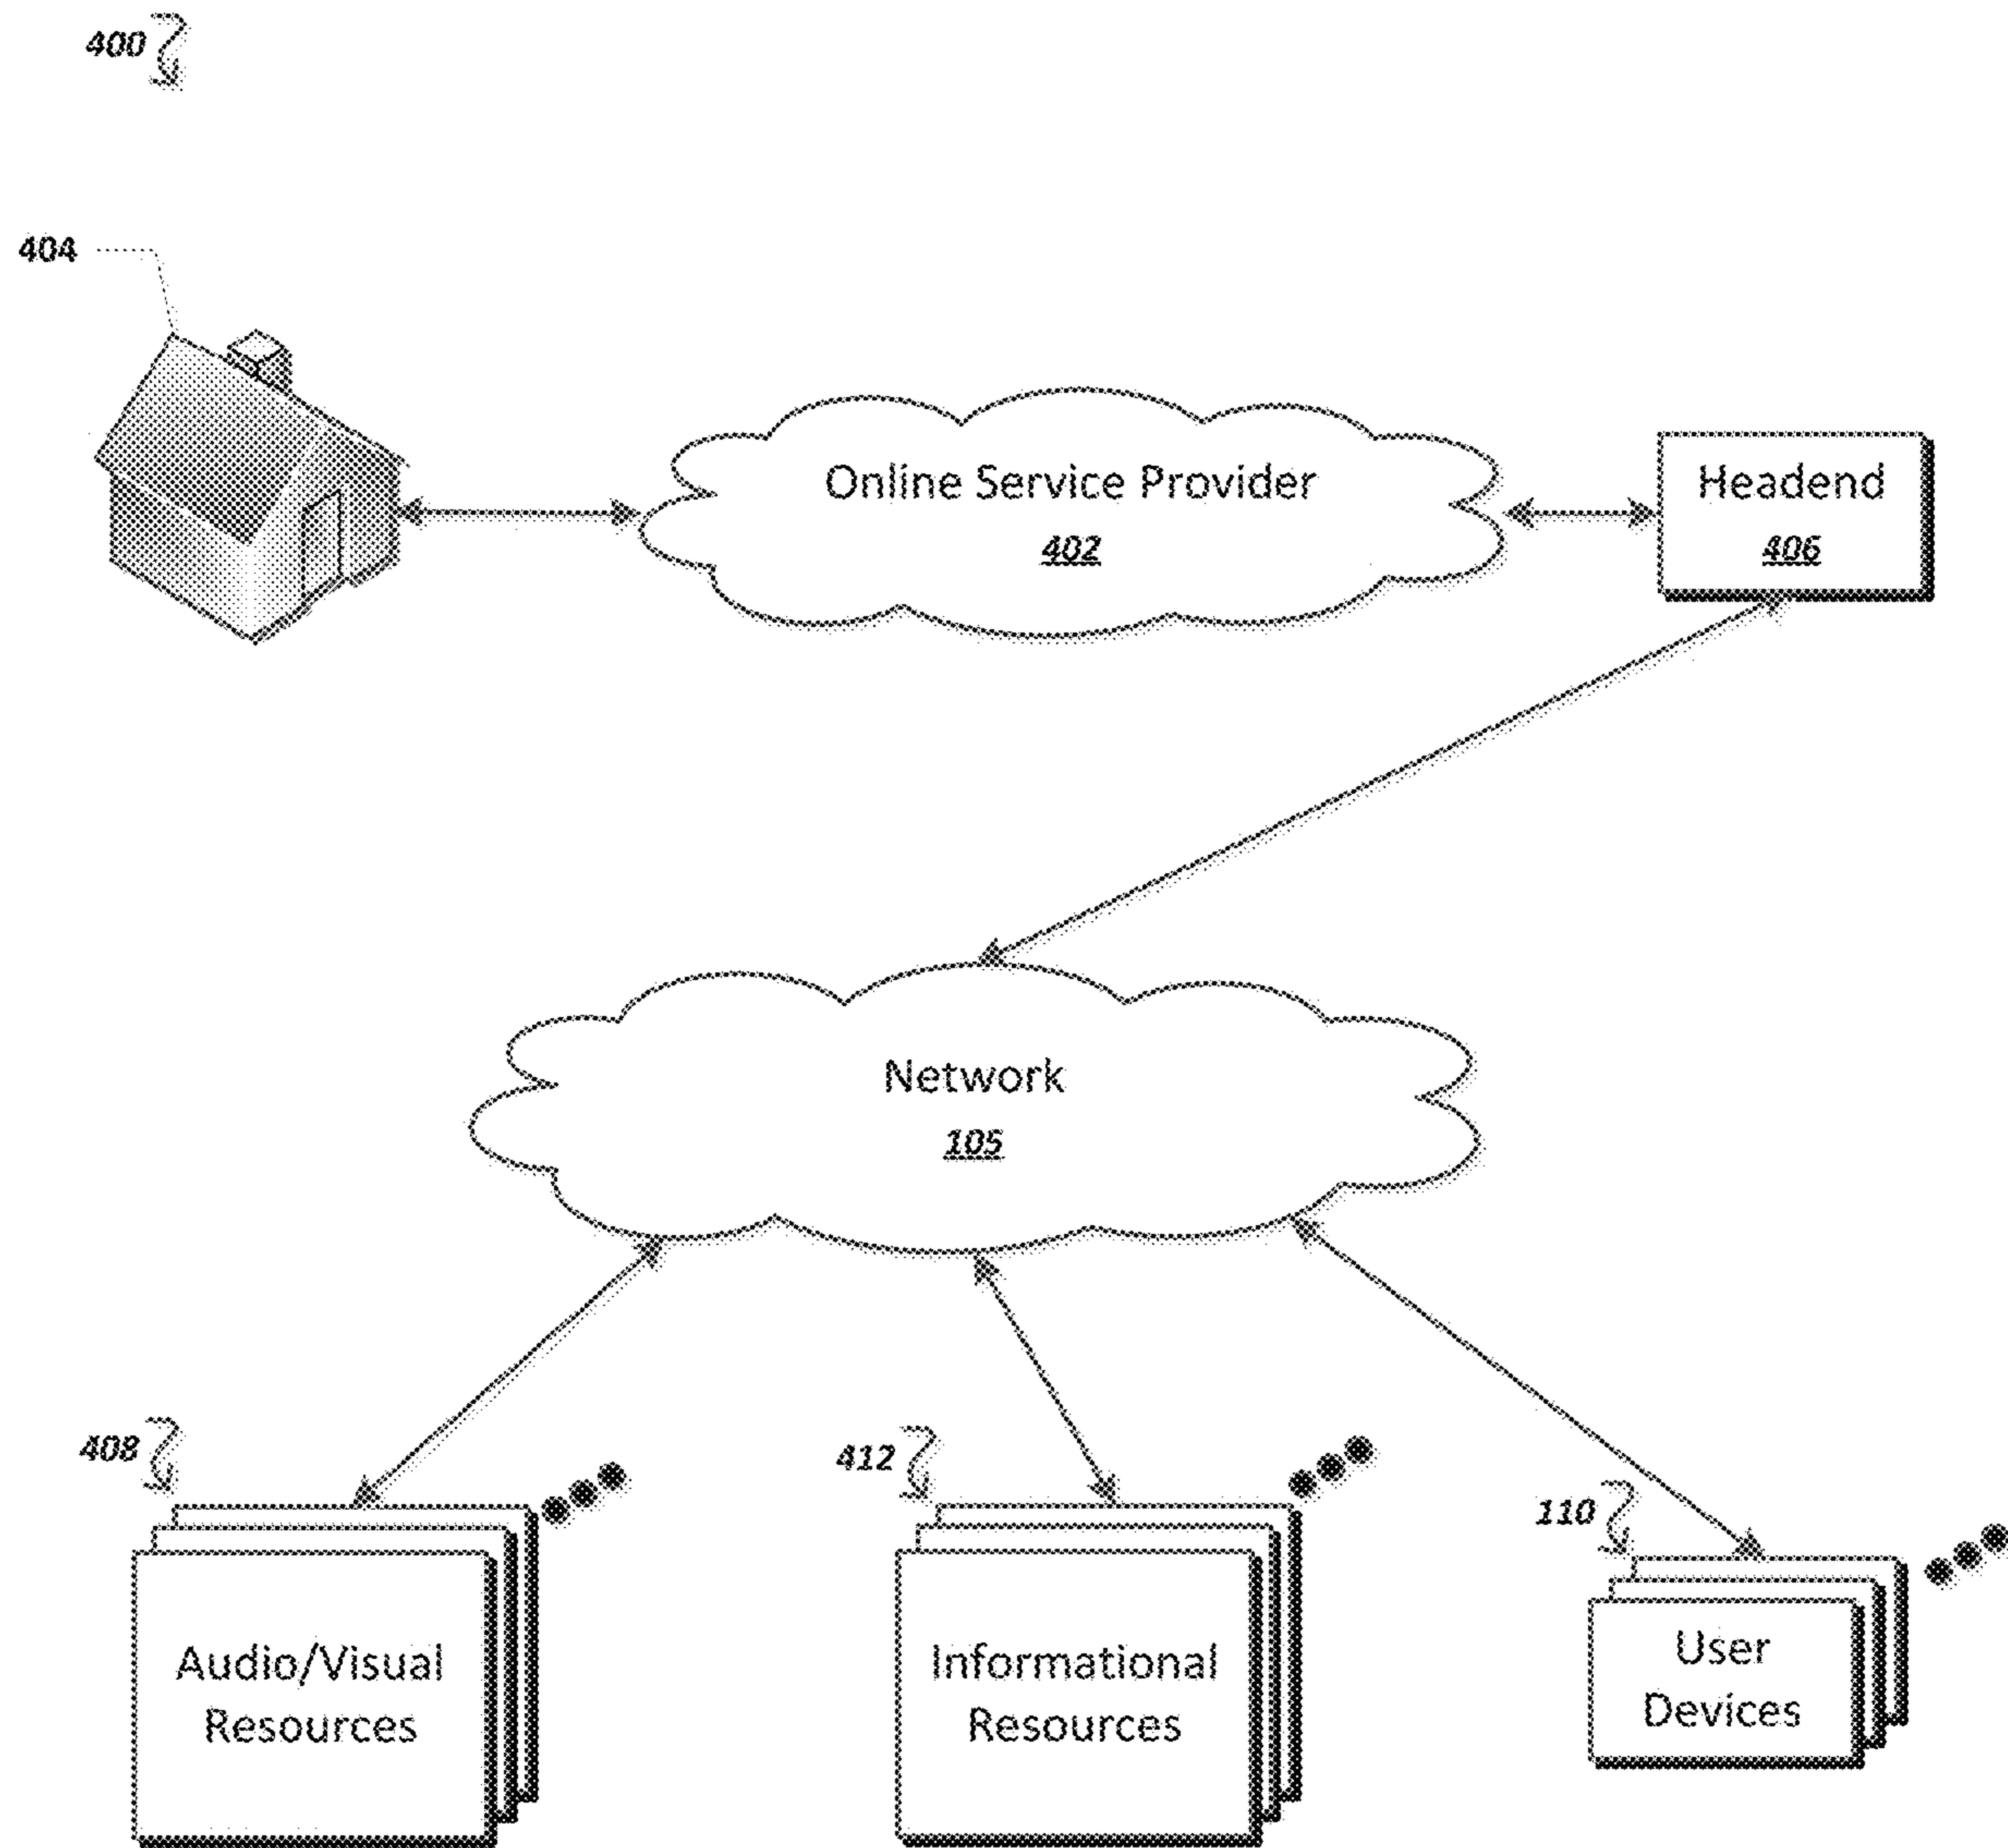 400
404
Online Service Provider
402
Headend
406
Network
105
408
412
110
Audio/Visual
Resources
Informational
Resources
User
Devices